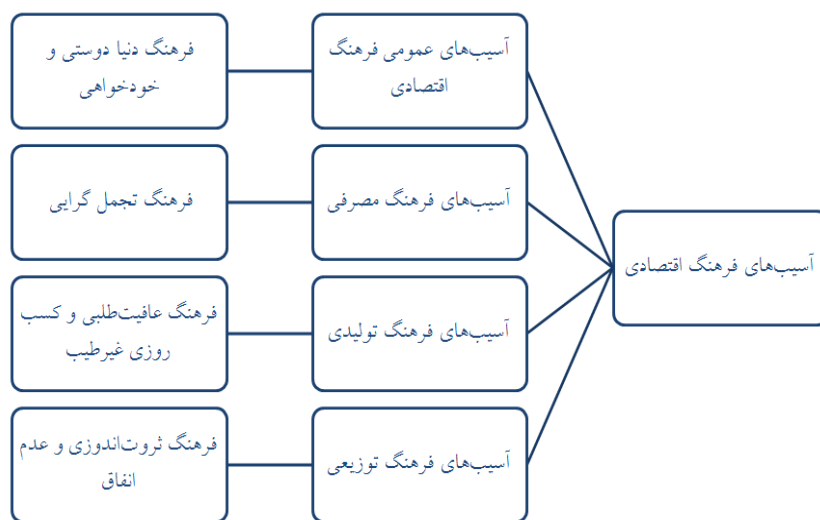 آسیب‌های فرهنگ اقتصادی
آسیب‌های عمومی فرهنگ
اقتصادی
فرهنگ دنیا دوستی و
خودخواهی
آسیب‌های فرهنگ مصرفی
فرهنگ تجمل گرایی
آسیب‌های فرهنگ تولیدی
فرهنگ عافیت‌طلبی و کسب
روزی غیرطیب
آسیب‌های فرهنگ توزیعی
فرهنگ ثروت‌اندوزی و عدم
انفاق